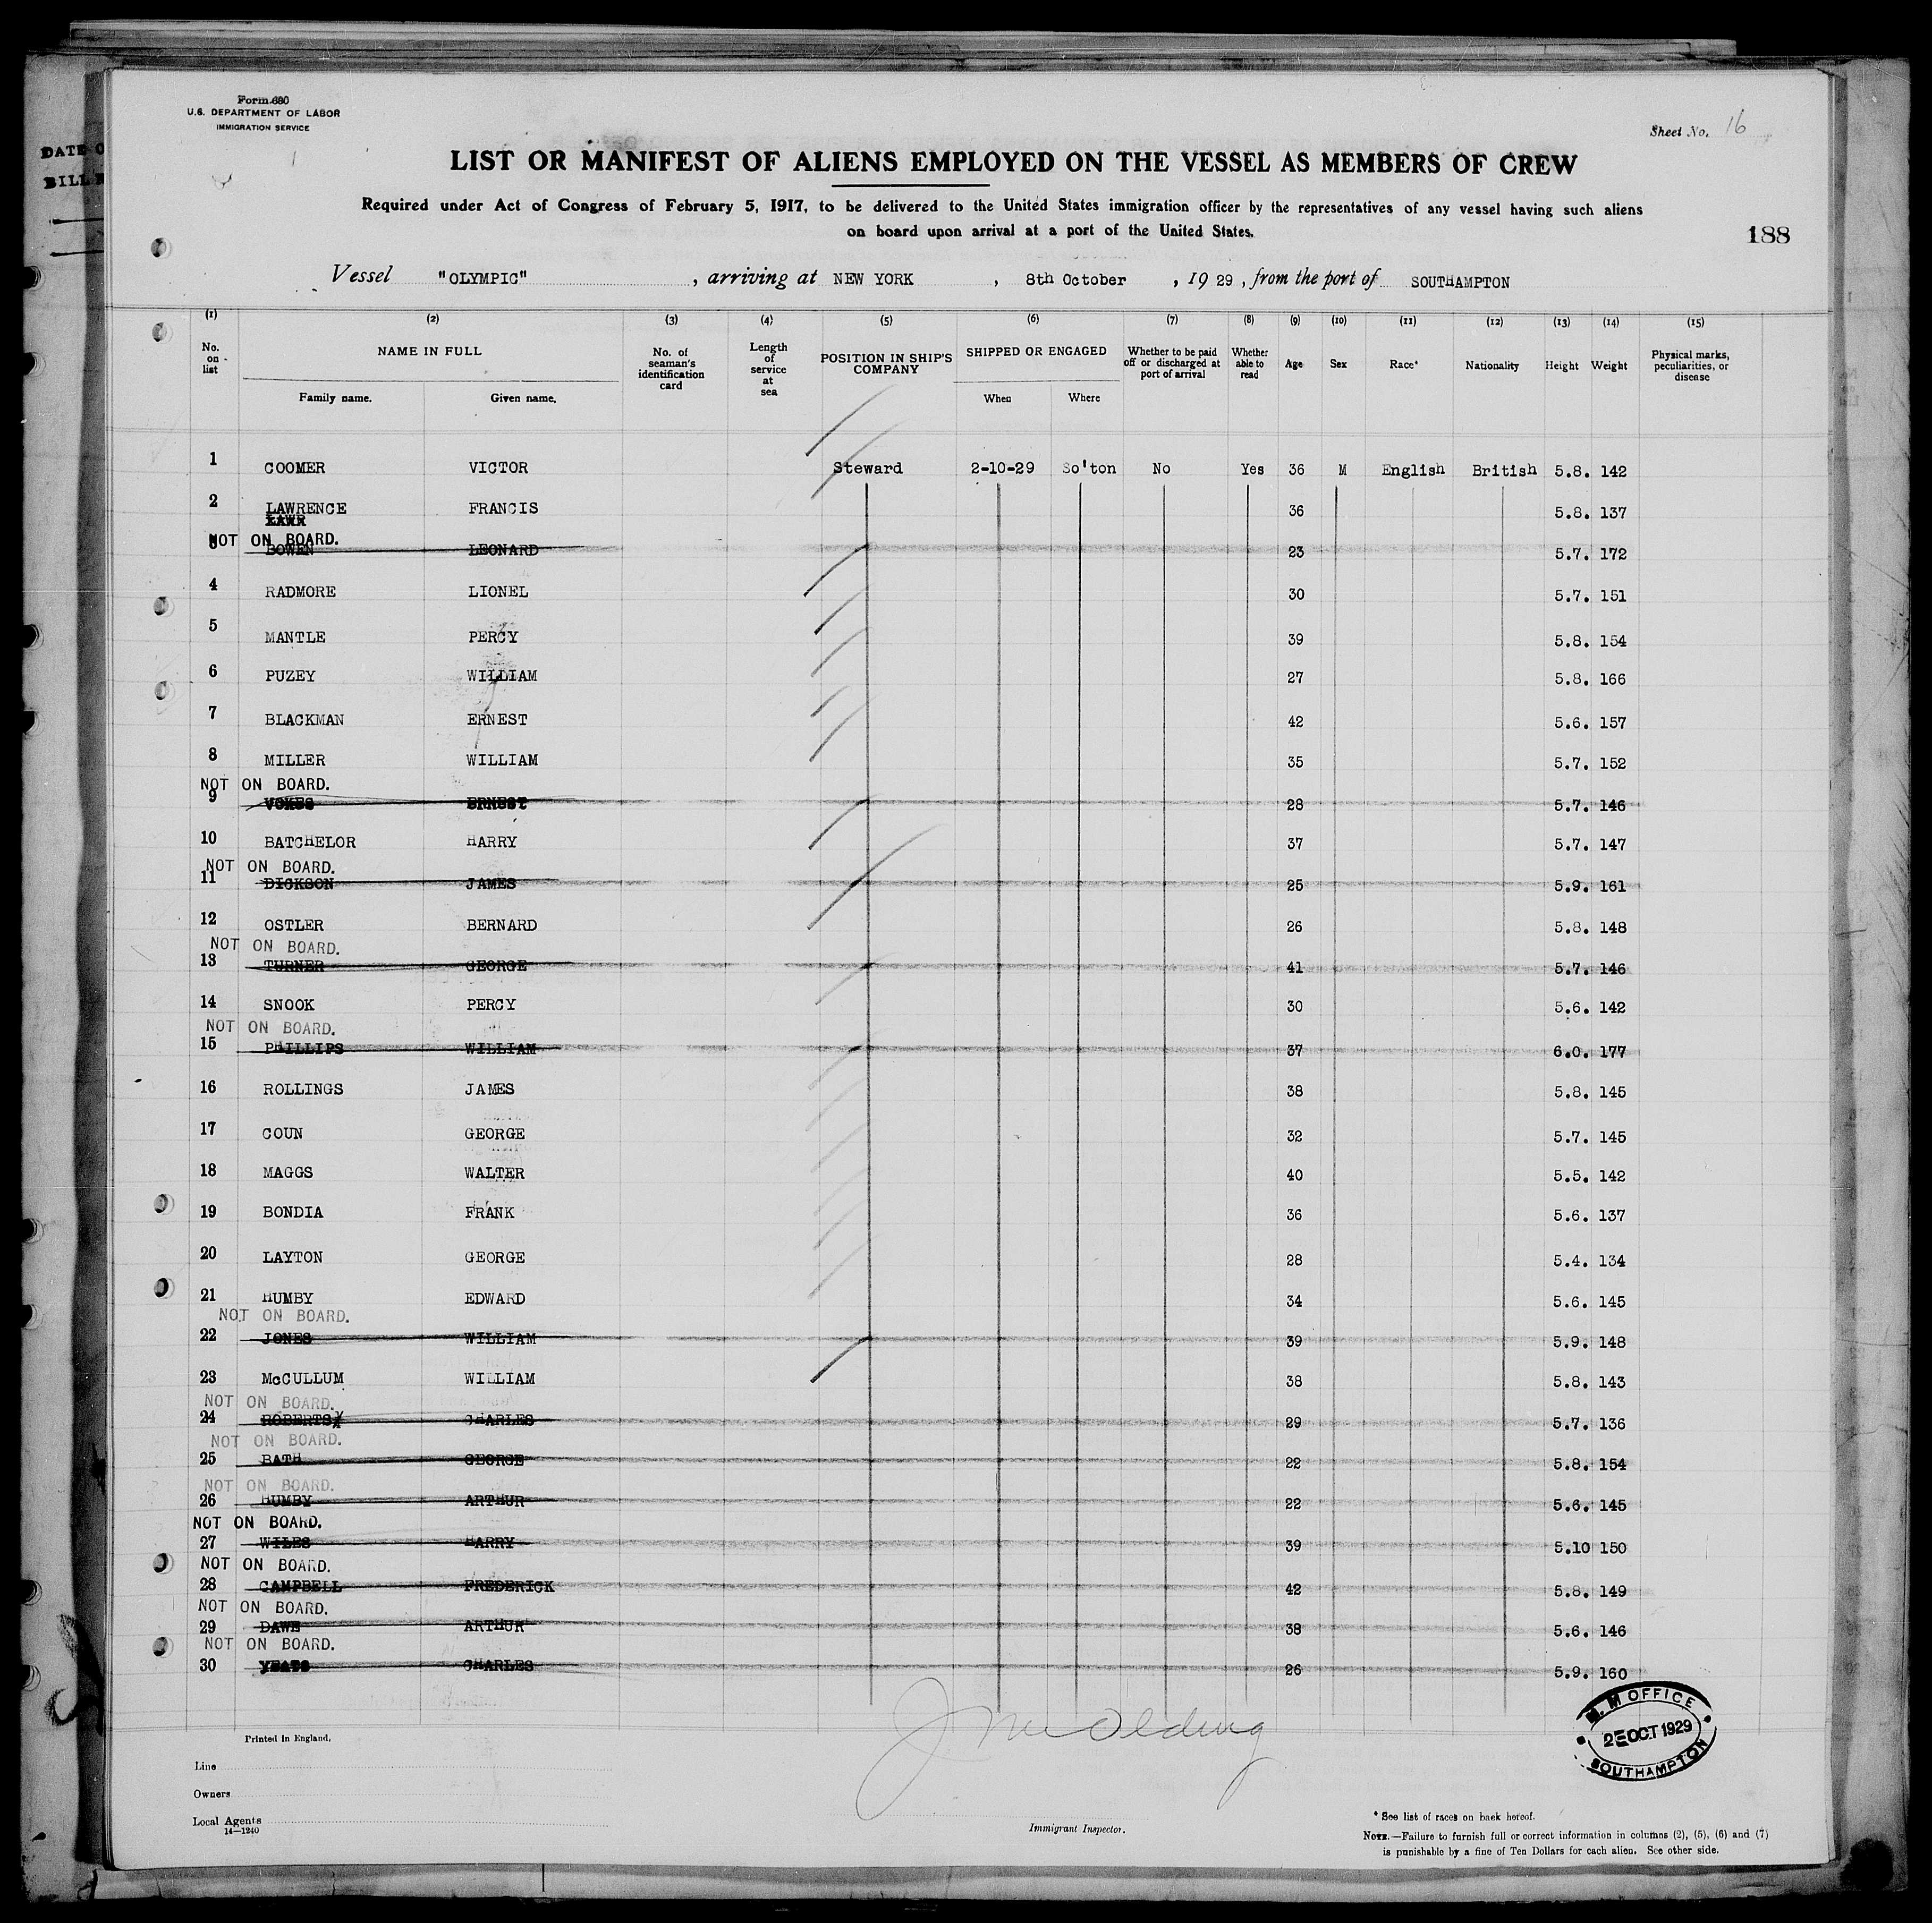 Form 680
U.S. DEPARTMENT OF LABOR
IMMIGRATION SERVICE
Sheet No. 16
DATE O
BILL
LIST OR MANIFEST OF ALIENS EMPLOYED ON THE VESSEL AS MEMBERS OF CREW
Required under Act of Congress of February 5, 1917, to be delivered to the United States immigration officer by the representatives of any vessel having such aliens
on board upon arrival at a port of the United States.
188
Vessel "OLYMPIC", arriving at NEW YORK, 8th October, 19 29, from the port of SOUTHAMPTON
(1) (2) (3) (4) (5) (6) (7) (8) (9) (10) (11) (12) (13) (14) (15)
No. on list NAME IN FULL No. of seaman's identification card Length of service at sea POSITION IN SHIP'S COMPANY SHIPPED OR ENGAGED Whether to be paid off or discharged at port of arrival Whether able to read Age Sex Race* Nationality Height Weight Physical marks, peculiarities, or disease
Family name. Given name. When Where
1 COOMER VICTOR Steward 2-10-29 So'ton No Yes 36 M English British 5.8. 142
2 LAWRENCE FRANCIS 36 5.8. 137
LAWR
NOT ON BOARD.
3 BOWEN LEONARD 23 5.7. 172
4 RADMORE LIONEL 30 5.7. 151
5 MANTLE PERCY 39 5.8. 154
6 PUZEY WILLIAM 27 5.8. 166
7 BLACKMAN ERNEST 42 5.6. 157
8 MILLER WILLIAM 35 5.7. 152
NOT ON BOARD.
9 VOKES ERNEST 28 5.7. 146
10 BATCHELOR HARRY 37 5.7. 147
NOT ON BOARD.
11 DICKSON JAMES 25 5.9. 161
12 OSTLER BERNARD 26 5.8. 148
NOT ON BOARD.
13 TURNER GEORGE 41 5.7. 146
14 SNOOK PERCY 30 5.6. 142
NOT ON BOARD.
15 PHILLIPS WILLIAM 37 6.0. 177
16 ROLLINGS JAMES 38 5.8. 145
17 COUN GEORGE 32 5.7. 145
18 MAGGS WALTER 40 5.5. 142
19 BONDIA FRANK 36 5.6. 137
20 LAYTON GEORGE 28 5.4. 134
21 HUMBY EDWARD 34 5.6. 145
NOT ON BOARD.
22 JONES WILLIAM 39 5.9. 148
23 McCULLUM WILLIAM 38 5.8. 143
NOT ON BOARD.
24 ROBERTS CHARLES 29 5.7. 136
NOT ON BOARD.
25 BATH GEORGE 22 5.8. 154
NOT ON BOARD.
26 HUMBY ARTHUR 22 5.6. 145
NOT ON BOARD.
27 WILES HARRY 39 5.10 150
NOT ON BOARD.
28 CAMPBELL FREDERICK 42 5.8. 149
NOT ON BOARD.
29 DAWE ARTHUR 38 5.6. 146
NOT ON BOARD.
30 YEATS CHARLES 26 5.9. 160
Printed in England.
M. M OFFICE
2 OCT 1929
SOUTHAMPTON
Line
Owners
Local Agents
14—1240
Immigrant Inspector.
* See list of races on back hereof.
NOTE.—Failure to furnish full or correct information in columns (2), (5), (6) and (7)
is punishable by a fine of Ten Dollars for each alien. See other side.